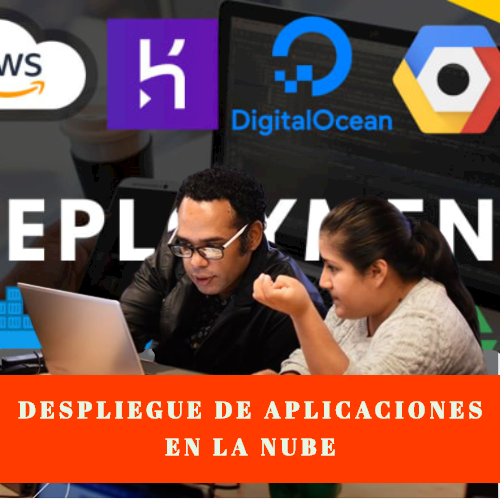 WS
DigitalOcean
EPLOYMEN
DESPLIEGUE DE APLICACIONES
EN LA NUBE